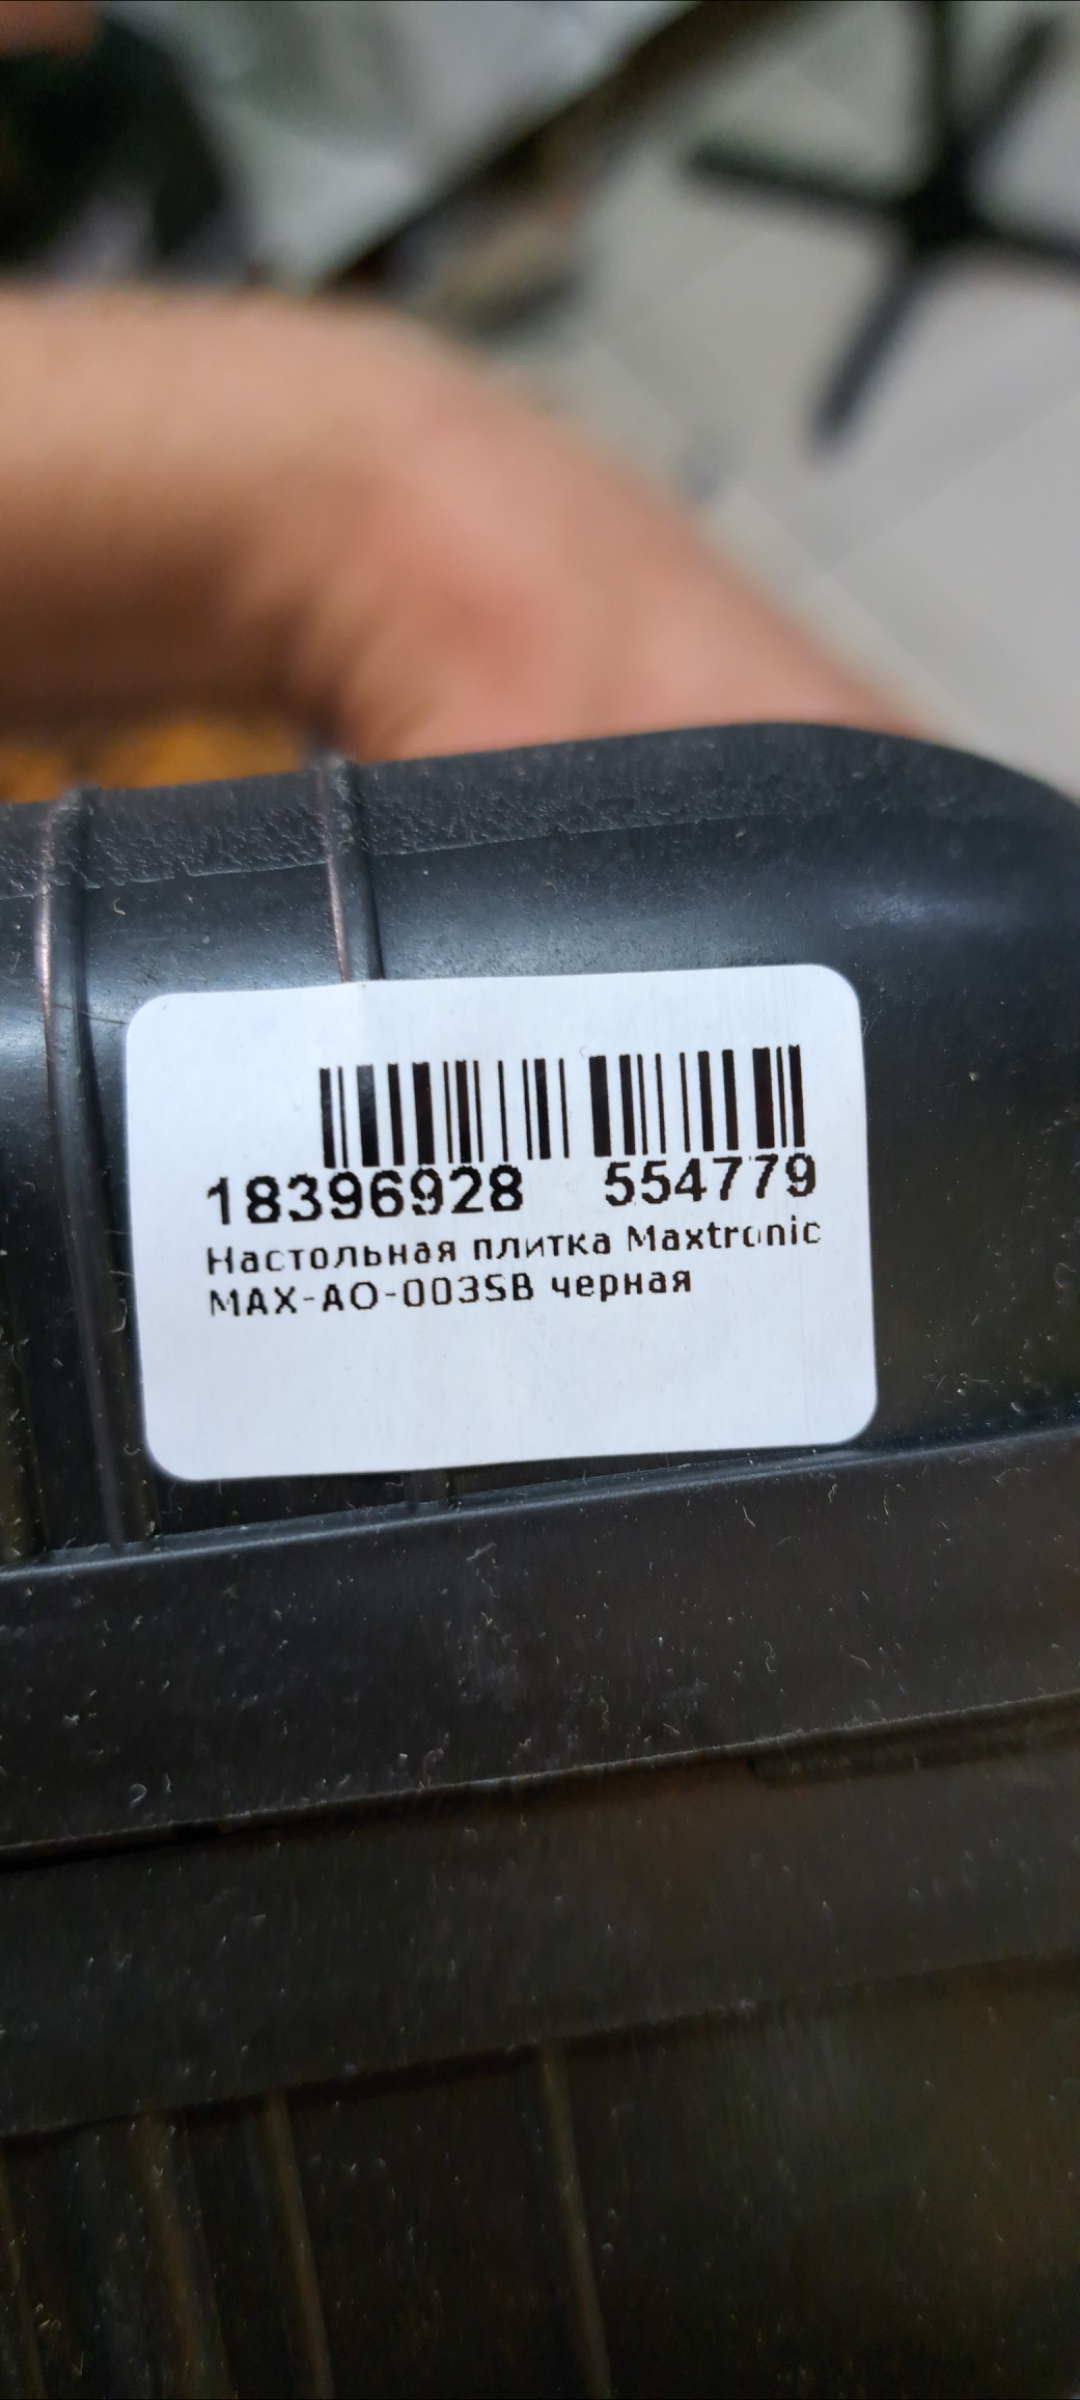 18396928 554779
Настольная плитка Maxtronic
MAX-AO-003SB черная